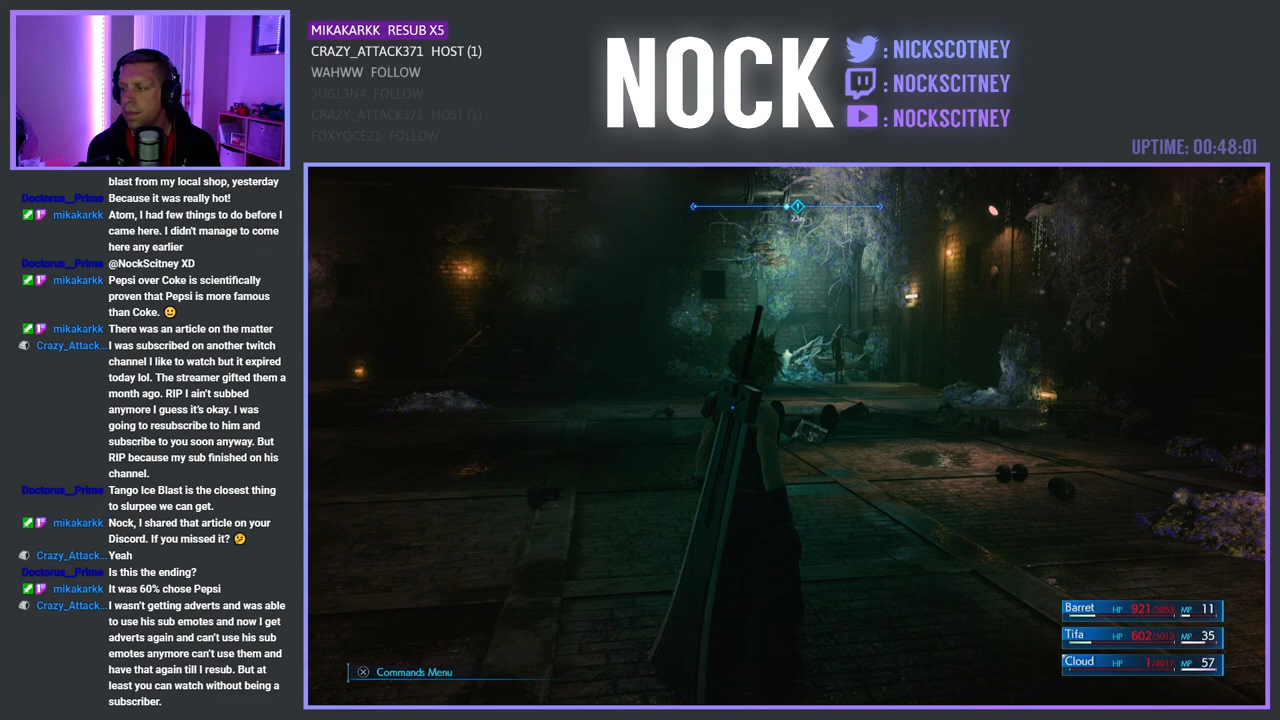 MIKAKARKK RESUB X5
CRAZY_ATTACK371 HOST (1)
WAHWW FOLLOW
3UGL3N4 FOLLOW
CRAZY_ATTACK371 HOST (1)
FOXYOCE21 FOLLOW
NOCK
: NICKSCOTNEY
: NOCKSCITNEY
: NOCKSCITNEY
UPTIME: 00:48:01
blast from my local shop, yesterday
Doctorus__Prime Because it was really hot!
mikakarkk Atom, I had few things to do before I
came here. I didn't manage to come
here any earlier
Doctorus__Prime @NockScitney XD
mikakarkk Pepsi over Coke is scientifically
proven that Pepsi is more famous
than Coke. 🙂
mikakarkk There was an article on the matter
Crazy_Attack... I was subscribed on another twitch
channel I like to watch but it expired
today lol. The streamer gifted them a
month ago. RIP I ain't subbed
anymore I guess it's okay. I was
going to resubscribe to him and
subscribe to you soon anyway. But
RIP because my sub finished on his
channel.
Doctorus__Prime Tango Ice Blast is the closest thing
to slurpee we can get.
mikakarkk Nock, I shared that article on your
Discord. If you missed it? 🤔
Crazy_Attack... Yeah
Doctorus__Prime Is this the ending?
mikakarkk It was 60% chose Pepsi
Crazy_Attack... I wasn't getting adverts and was able
to use his sub emotes and now I get
adverts again and can't use his sub
emotes anymore can't use them and
have that again till I resub. But at
least you can watch without being a
subscriber.
Commands Menu
Barret HP 921 MP 11
Tifa HP 602 MP 35
Cloud HP 1 MP 57